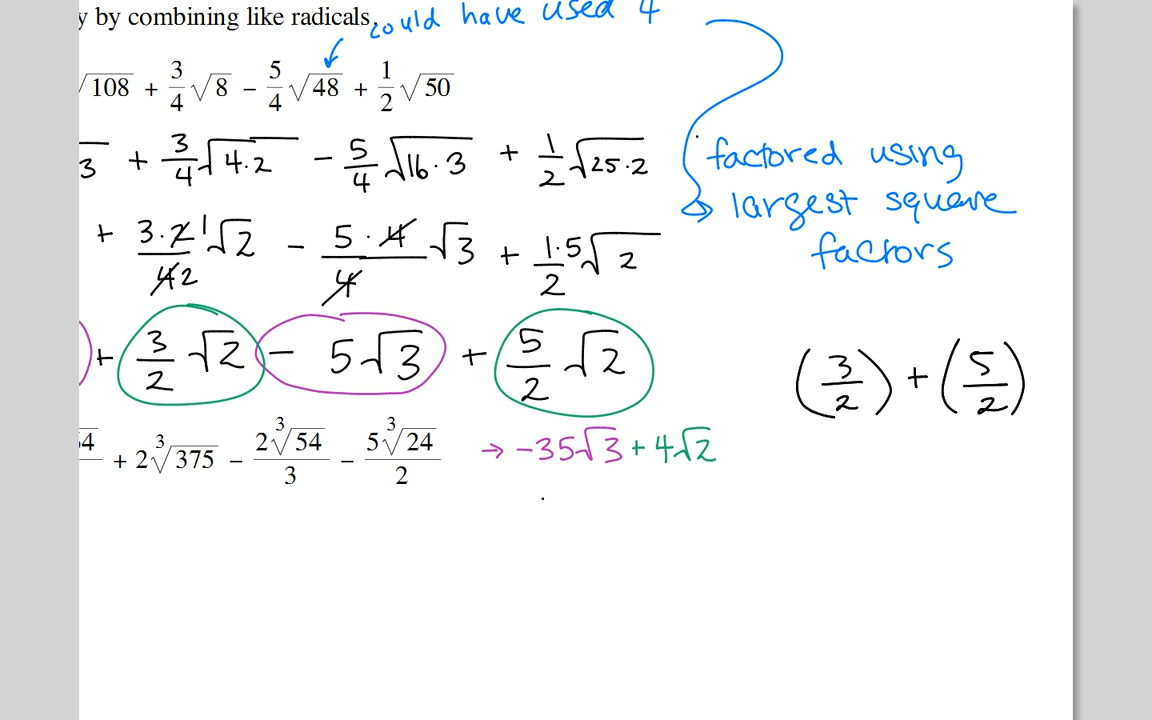 y by combining like radicals. could have used 4
√108 + 3/4 √8 − 5/4 √48 + 1/2 √50
3 + 3/4 √4·2 − 5/4 √16·3 + 1/2 √25·2
factored using
largest square
factors
+ 3·2 1 √2 / 4 2 − 5·4 / 4 √3 + 1·5 / 2 √2
+ 3/2 √2 − 5√3 + 5/2 √2
(3/2) + (5/2)
54 + 2∛375 − 2∛54 / 3 − 5∛24 / 2 → −35√3 + 4√2